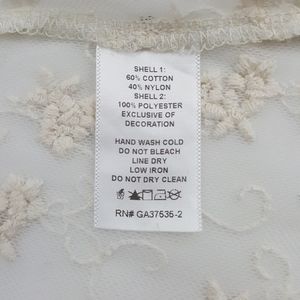 SHELL 1:
60% COTTON
40% NYLON
SHELL 2:
100% POLYESTER
EXCLUSIVE OF
DECORATION
HAND WASH COLD
DO NOT BLEACH
LINE DRY
LOW IRON
DO NOT DRY CLEAN
RN# GA37535-2